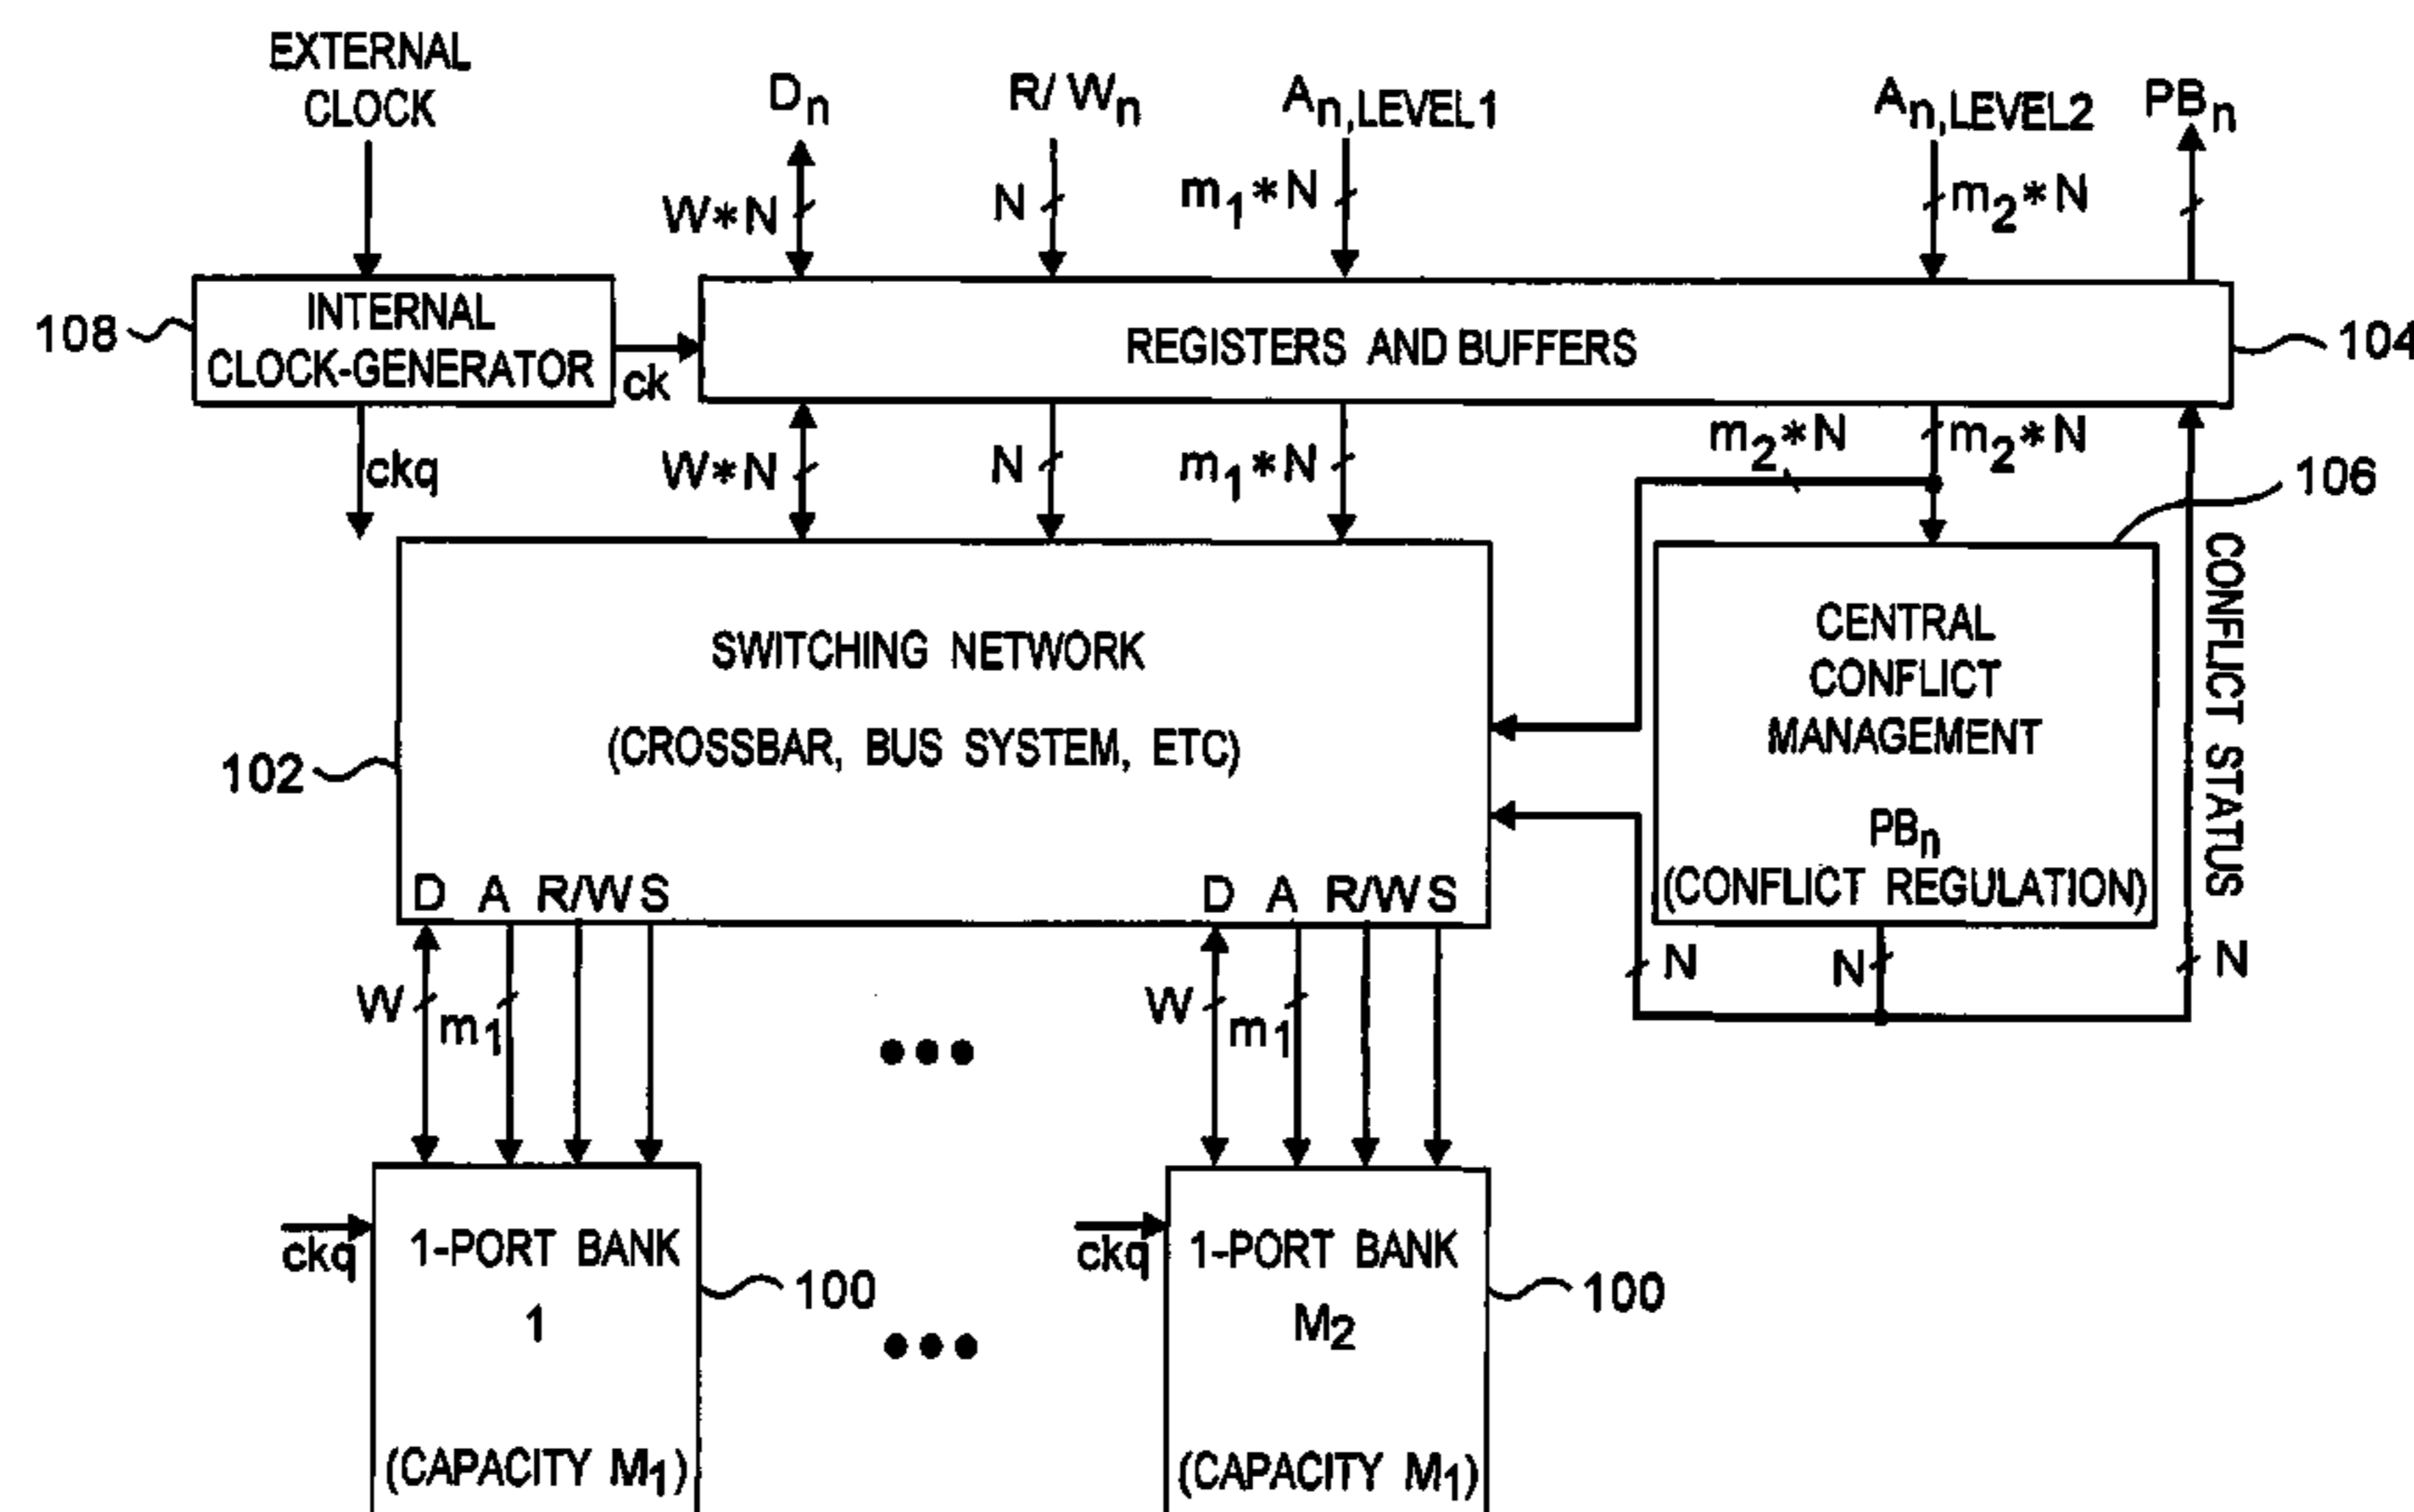 EXTERNAL
CLOCK
Dn
R/ Wn
An,LEVEL1
An,LEVEL2
PBn
W*N
N
m1*N
m2*N
108
INTERNAL
CLOCK-GENERATOR
ck
REGISTERS AND BUFFERS
104
ckq
W*N
N
m1*N
m2*N
m2*N
106
SWITCHING NETWORK
(CROSSBAR, BUS SYSTEM, ETC)
102
CENTRAL
CONFLICT
MANAGEMENT
PBn
(CONFLICT REGULATION)
CONFLICT STATUS
D A R/W S
D A R/W S
N
N
N
W
m1
W
m1
ckq
1-PORT BANK
1
(CAPACITY M1)
100
ckq
1-PORT BANK
M2
(CAPACITY M1)
100